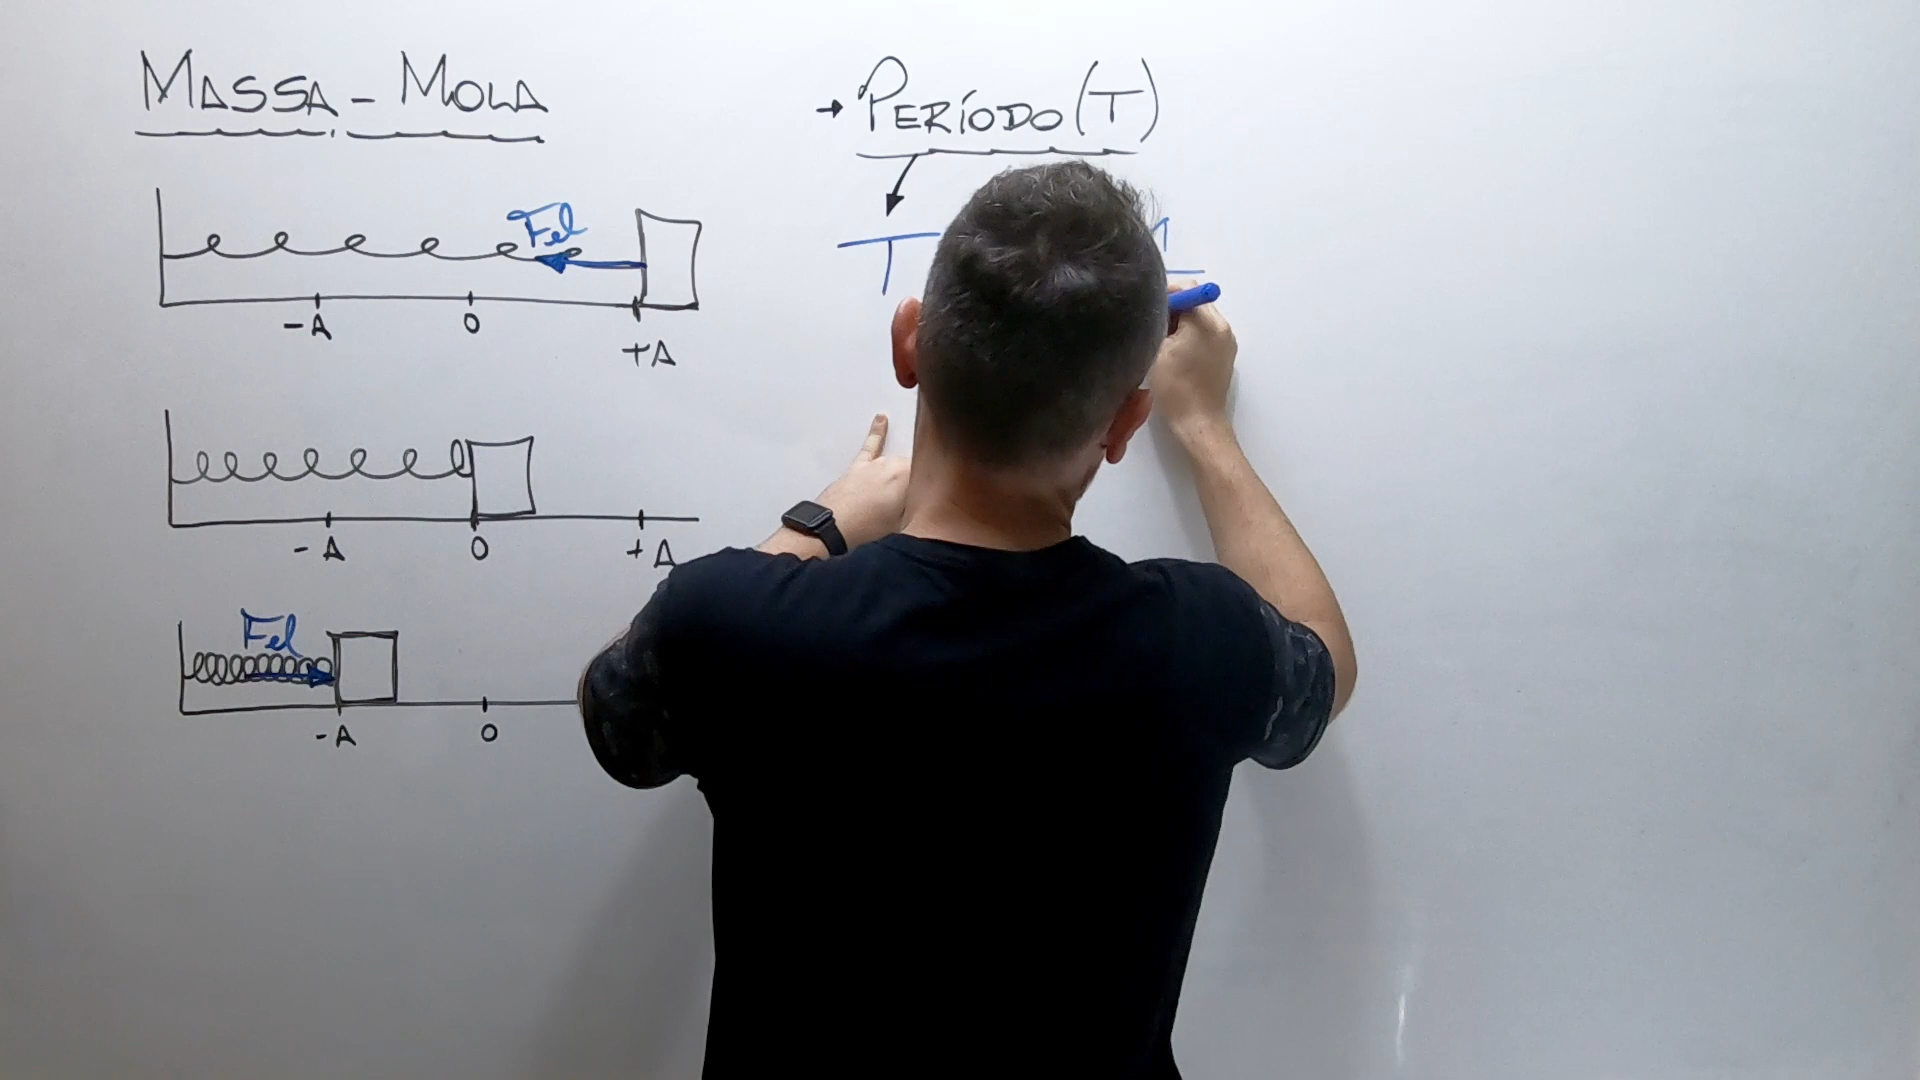 MASSA - MOLA
Fel
-A 0 +A
-A 0 +A
Fel
-A 0
→ PERÍODO (T)
T